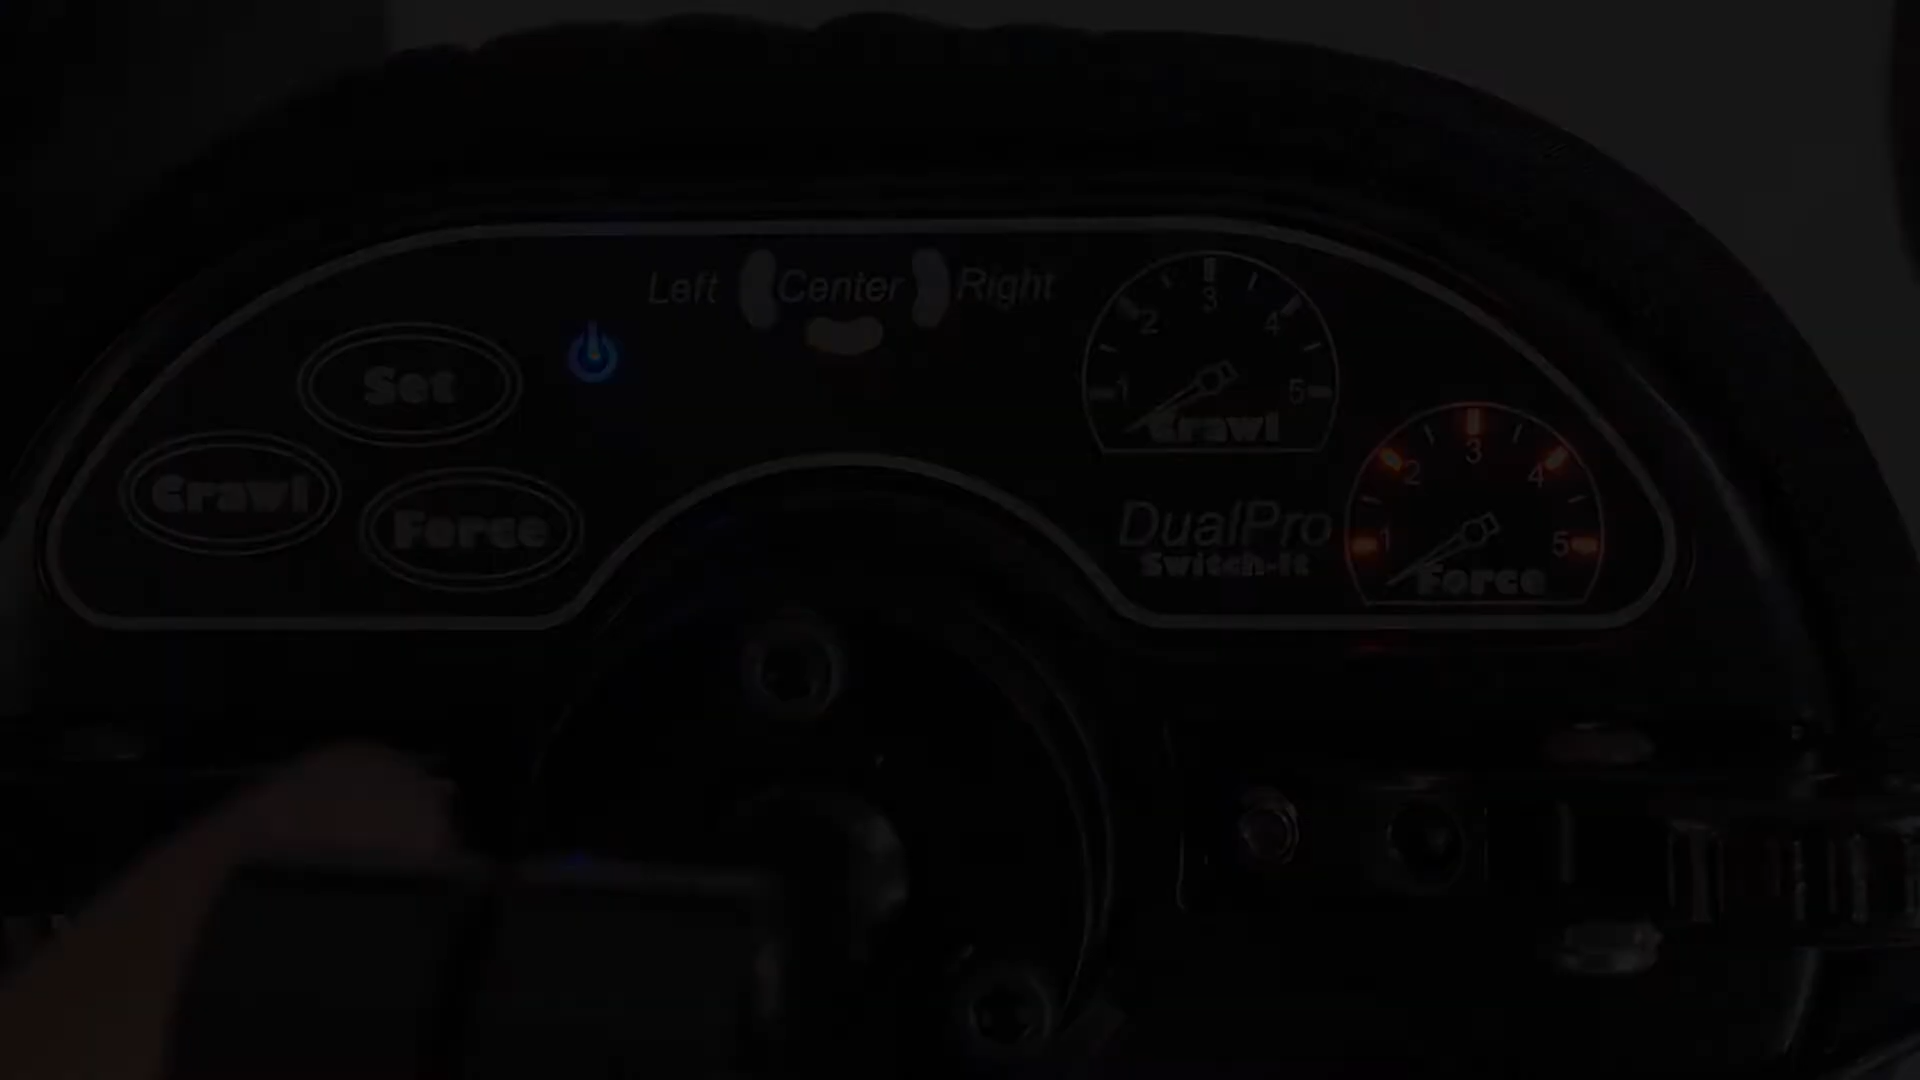 Left Center Right
Set
Crawl
Force
1 2 3 4 5
Crawl
DualPro
Switch-It
1 2 3 4 5
Force